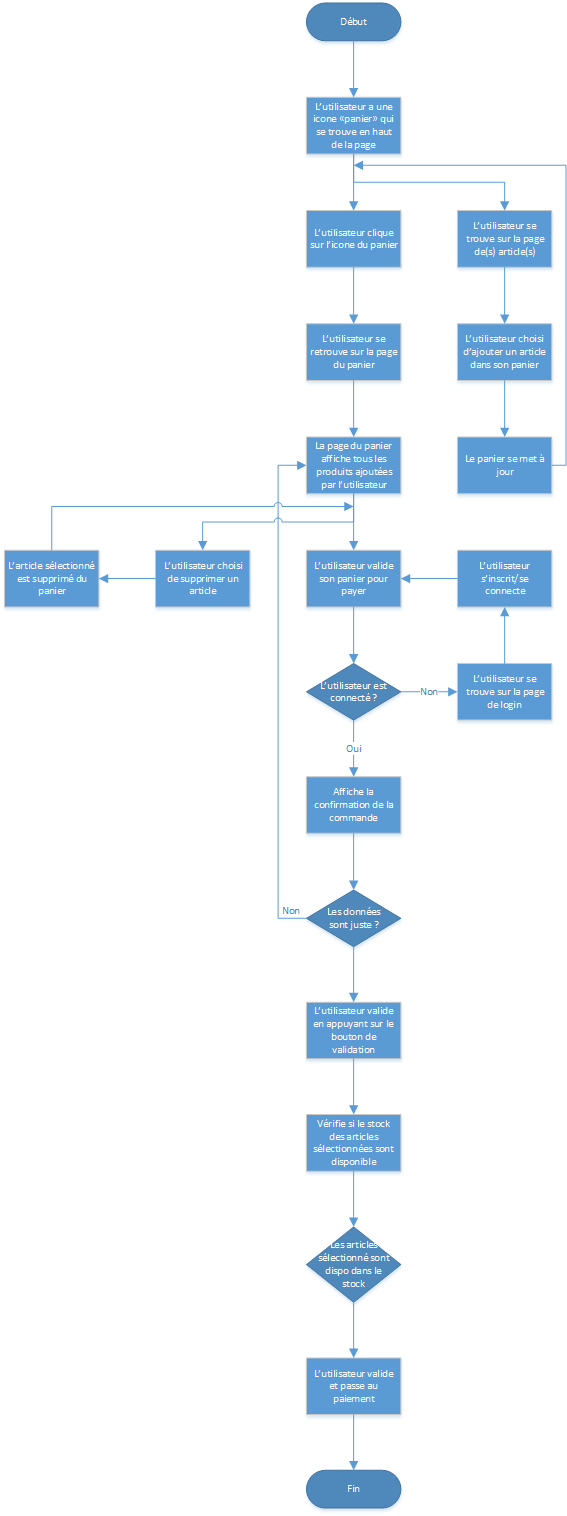 Début
L'utilisateur a une
icone «panier» qui
se trouve en haut
de la page
L'utilisateur clique
sur l'icone du panier
L'utilisateur se
trouve sur la page
de(s) article(s)
L'utilisateur se
retrouve sur la page
du panier
L'utilisateur choisi
d'ajouter un article
dans son panier
La page du panier
affiche tous les
produits ajoutées
par l'utilisateur
Le panier se met à
jour
L'article sélectionné
est supprimé du
panier
L'utilisateur choisi
de supprimer un
article
L'utilisateur valide
son panier pour
payer
L'utilisateur
s'inscrit/se
connecte
L'utilisateur est
connecté ?
Non
L'utilisateur se
trouve sur la page
de login
Oui
Affiche la
confirmation de la
commande
Non
Les données
sont juste ?
L'utilisateur valide
en appuyant sur le
bouton de
validation
Vérifie si le stock
des articles
sélectionnées sont
disponible
Les articles
sélectionné sont
dispo dans le
stock
L'utilisateur valide
et passe au
paiement
Fin